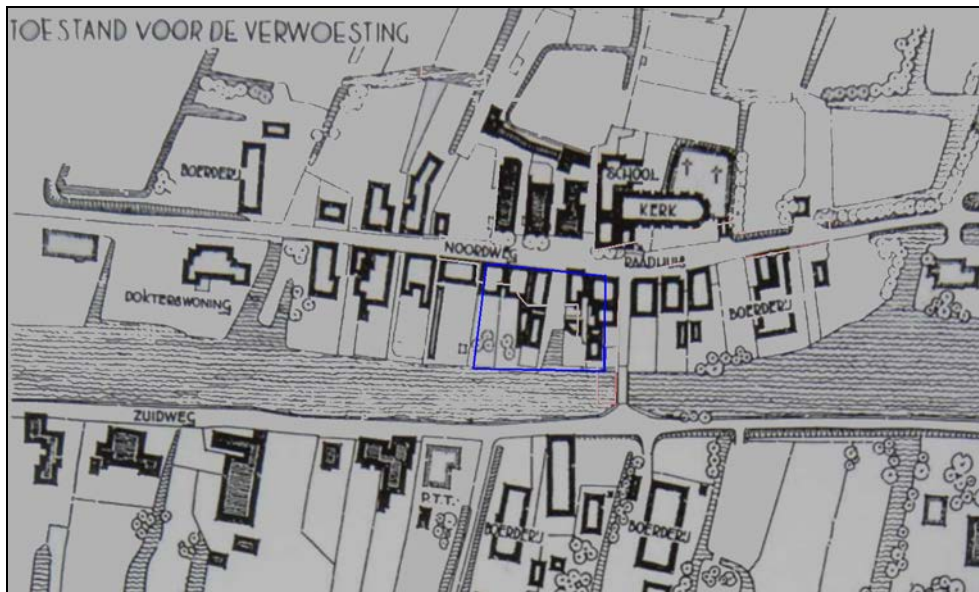 TOESTAND VOOR DE VERWOESTING
BOERDERIJ
SCHOOL
KERK
NOORDWEG
RAADHUIS
DOKTERSWONING
BOERDERIJ
ZUIDWEG
P.T.T.
BOERDERIJ
BOERDERIJ